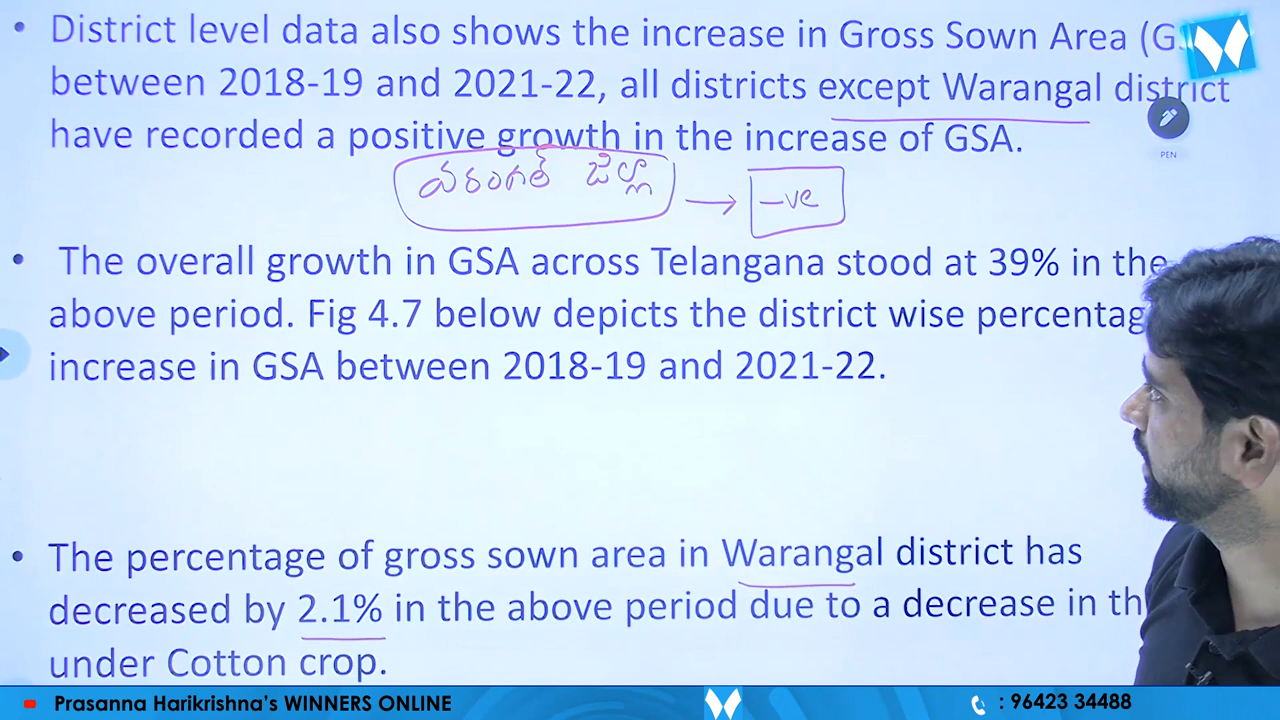 • District level data also shows the increase in Gross Sown Area (G
between 2018-19 and 2021-22, all districts except Warangal district
have recorded a positive growth in the increase of GSA.
PEN
వరంగల్ జిల్లా → -ve
• The overall growth in GSA across Telangana stood at 39% in the
above period. Fig 4.7 below depicts the district wise percentag
increase in GSA between 2018-19 and 2021-22.
• The percentage of gross sown area in Warangal district has
decreased by 2.1% in the above period due to a decrease in th
under Cotton crop.
Prasanna Harikrishna's WINNERS ONLINE
: 96423 34488